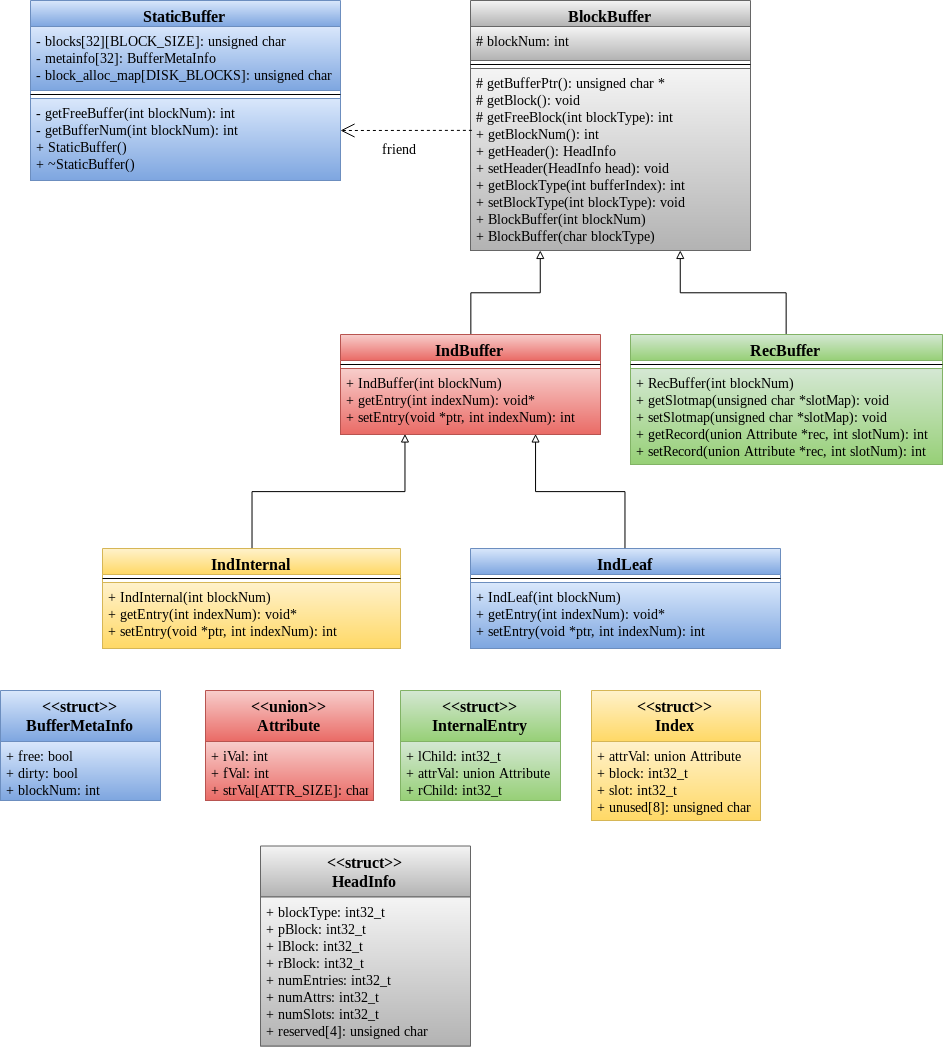 StaticBuffer
- blocks[32][BLOCK_SIZE]: unsigned char
- metainfo[32]: BufferMetaInfo
- block_alloc_map[DISK_BLOCKS]: unsigned char
- getFreeBuffer(int blockNum): int
- getBufferNum(int blockNum): int
+ StaticBuffer()
+ ~StaticBuffer()
friend
BlockBuffer
# blockNum: int
# getBufferPtr(): unsigned char *
# getBlock(): void
# getFreeBlock(int blockType): int
+ getBlockNum(): int
+ getHeader(): HeadInfo
+ setHeader(HeadInfo head): void
+ getBlockType(int bufferIndex): int
+ setBlockType(int blockType): void
+ BlockBuffer(int blockNum)
+ BlockBuffer(char blockType)
IndBuffer
+ IndBuffer(int blockNum)
+ getEntry(int indexNum): void*
+ setEntry(void *ptr, int indexNum): int
RecBuffer
+ RecBuffer(int blockNum)
+ getSlotmap(unsigned char *slotMap): void
+ setSlotmap(unsigned char *slotMap): void
+ getRecord(union Attribute *rec, int slotNum): int
+ setRecord(union Attribute *rec, int slotNum): int
IndInternal
+ IndInternal(int blockNum)
+ getEntry(int indexNum): void*
+ setEntry(void *ptr, int indexNum): int
IndLeaf
+ IndLeaf(int blockNum)
+ getEntry(int indexNum): void*
+ setEntry(void *ptr, int indexNum): int
<<struct>>
BufferMetaInfo
+ free: bool
+ dirty: bool
+ blockNum: int
<<union>>
Attribute
+ iVal: int
+ fVal: int
+ strVal[ATTR_SIZE]: char
<<struct>>
InternalEntry
+ lChild: int32_t
+ attrVal: union Attribute
+ rChild: int32_t
<<struct>>
Index
+ attrVal: union Attribute
+ block: int32_t
+ slot: int32_t
+ unused[8]: unsigned char
<<struct>>
HeadInfo
+ blockType: int32_t
+ pBlock: int32_t
+ lBlock: int32_t
+ rBlock: int32_t
+ numEntries: int32_t
+ numAttrs: int32_t
+ numSlots: int32_t
+ reserved[4]: unsigned char